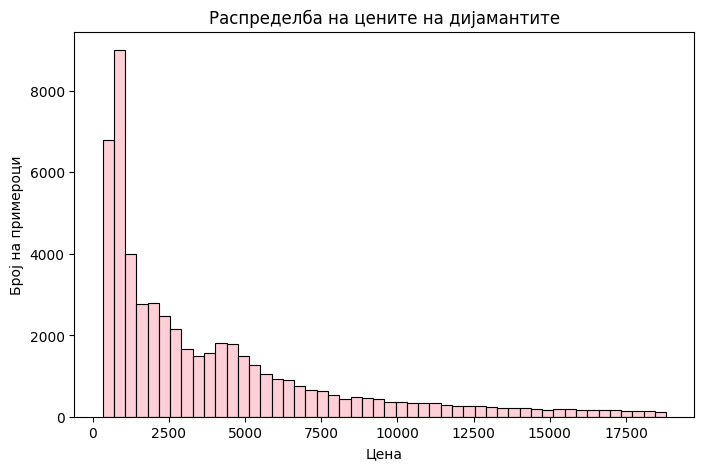 Распределба на цените на дијамантите
Број на примероци
8000
6000
4000
2000
0
0 2500 5000 7500 10000 12500 15000 17500
Цена